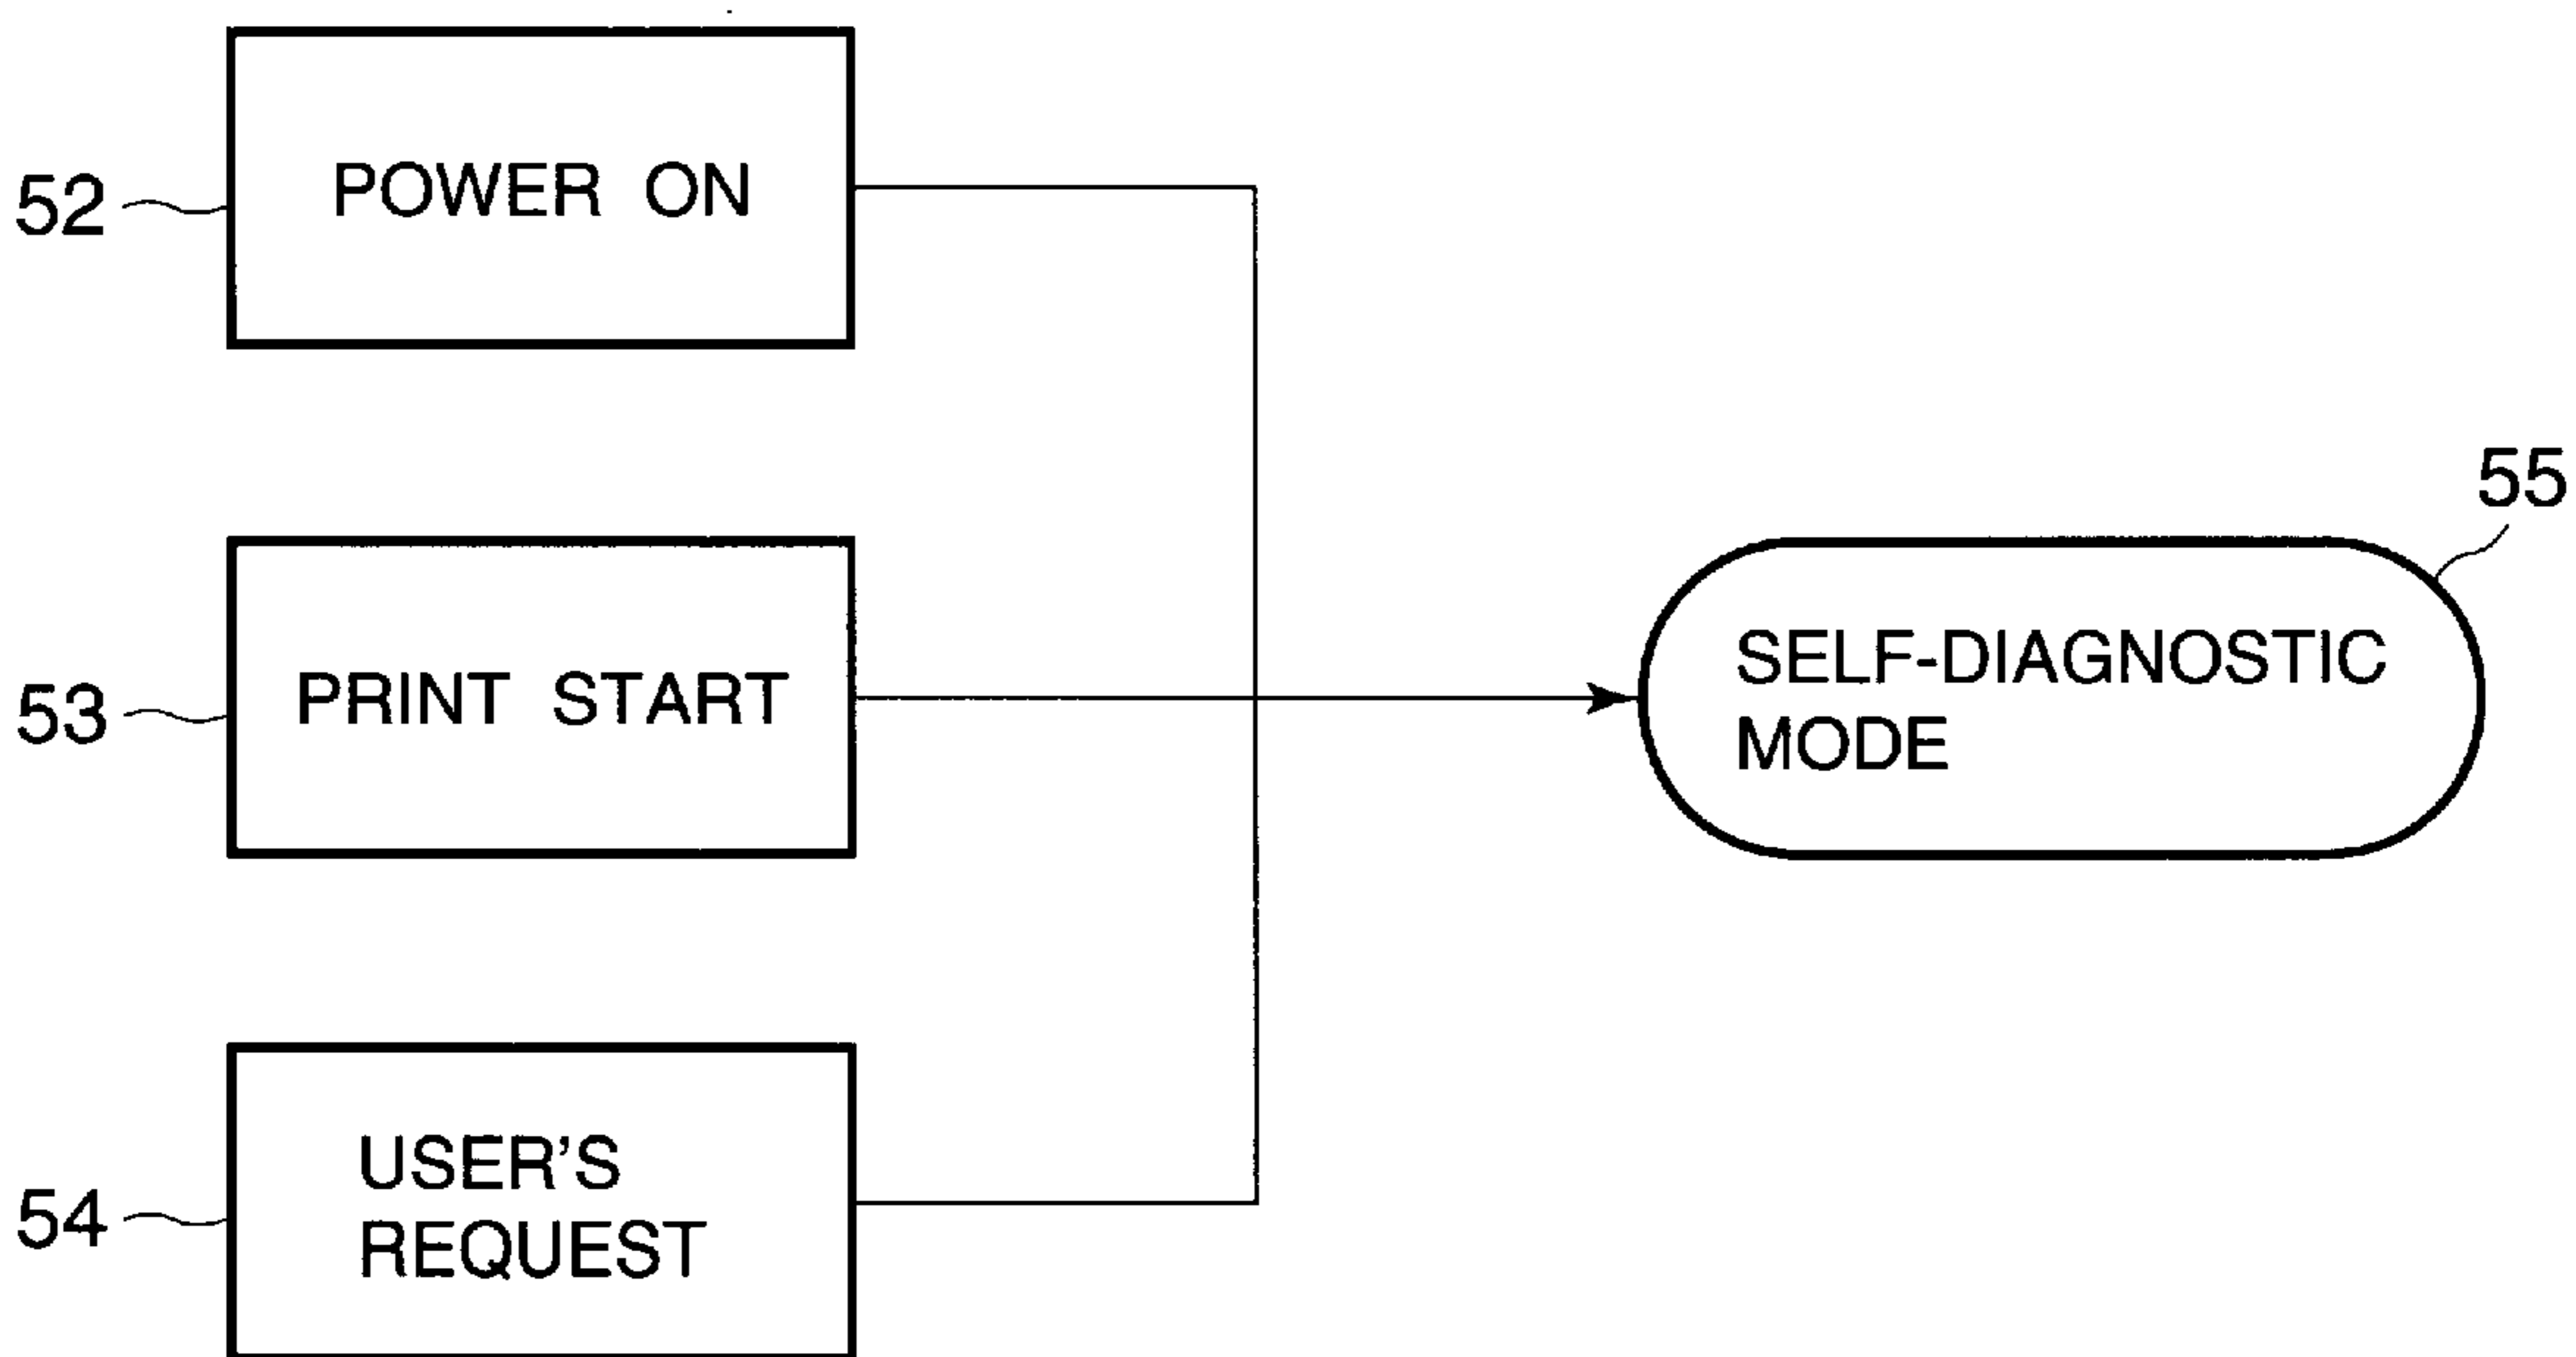 52
POWER ON
53
PRINT START
54
USER'S
REQUEST
55
SELF-DIAGNOSTIC
MODE